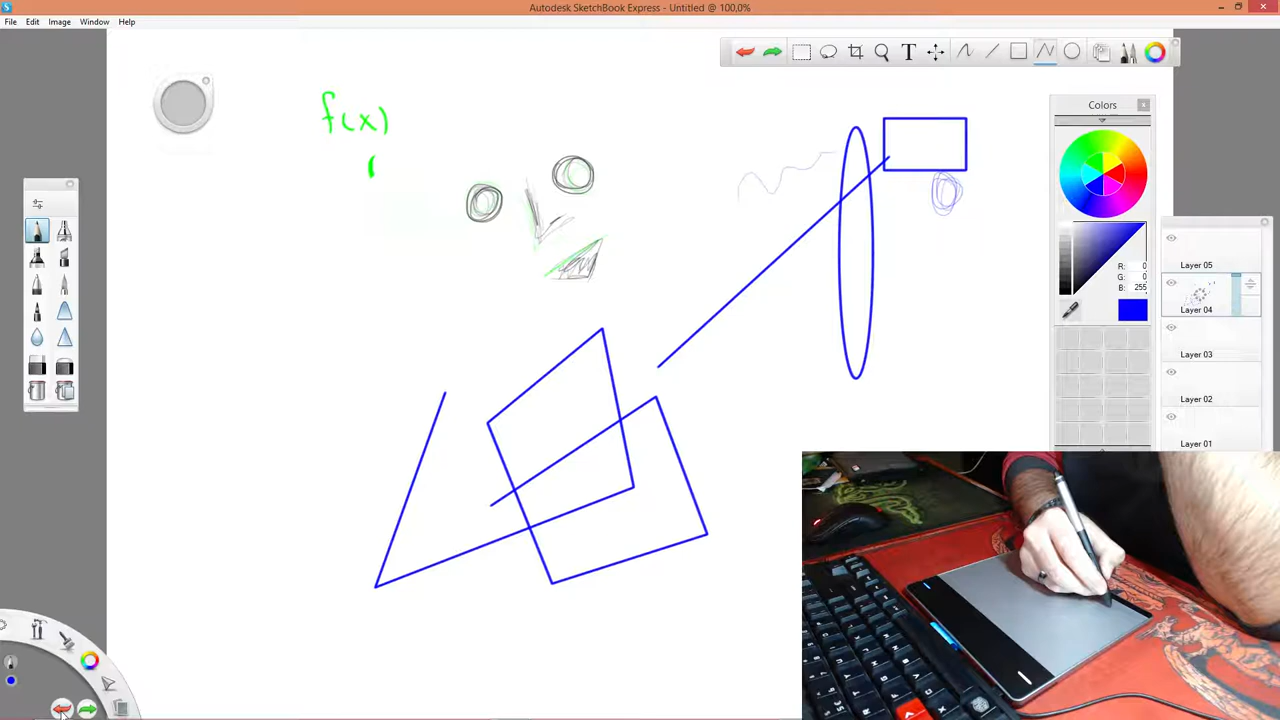 Autodesk SketchBook Express - Untitled @ 100,0%
File Edit Image Window Help
T
f(x)
Colors
R: 0
G: 0
B: 255
Layer 05
Layer 04
Layer 03
Layer 02
Layer 01